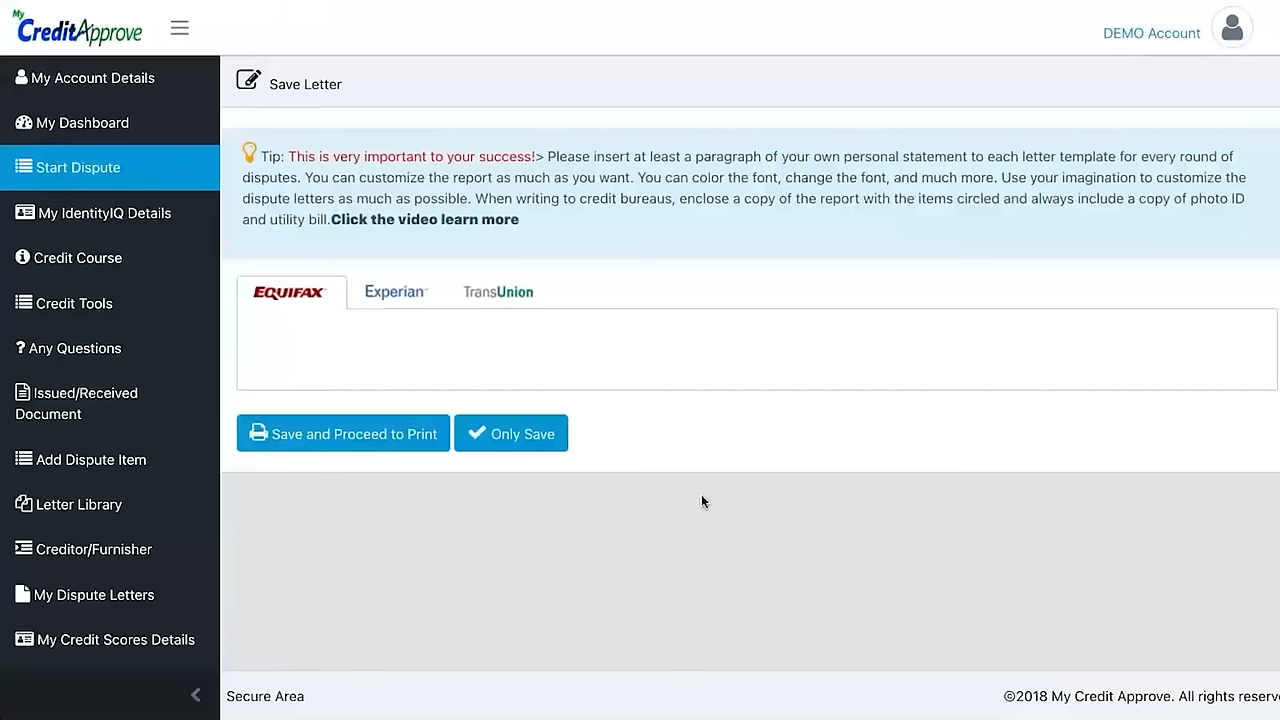 My
CreditApprove
DEMO Account
My Account Details
My Dashboard
Start Dispute
My IdentityIQ Details
Credit Course
Credit Tools
? Any Questions
Issued/Received
Document
Add Dispute Item
Letter Library
Creditor/Furnisher
My Dispute Letters
My Credit Scores Details
Save Letter
Tip: This is very important to your success!> Please insert at least a paragraph of your own personal statement to each letter template for every round of
disputes. You can customize the report as much as you want. You can color the font, change the font, and much more. Use your imagination to customize the
dispute letters as much as possible. When writing to credit bureaus, enclose a copy of the report with the items circled and always include a copy of photo ID
and utility bill.Click the video learn more
EQUIFAX
Experian
TransUnion
Save and Proceed to Print
Only Save
Secure Area
©2018 My Credit Approve. All rights reserv